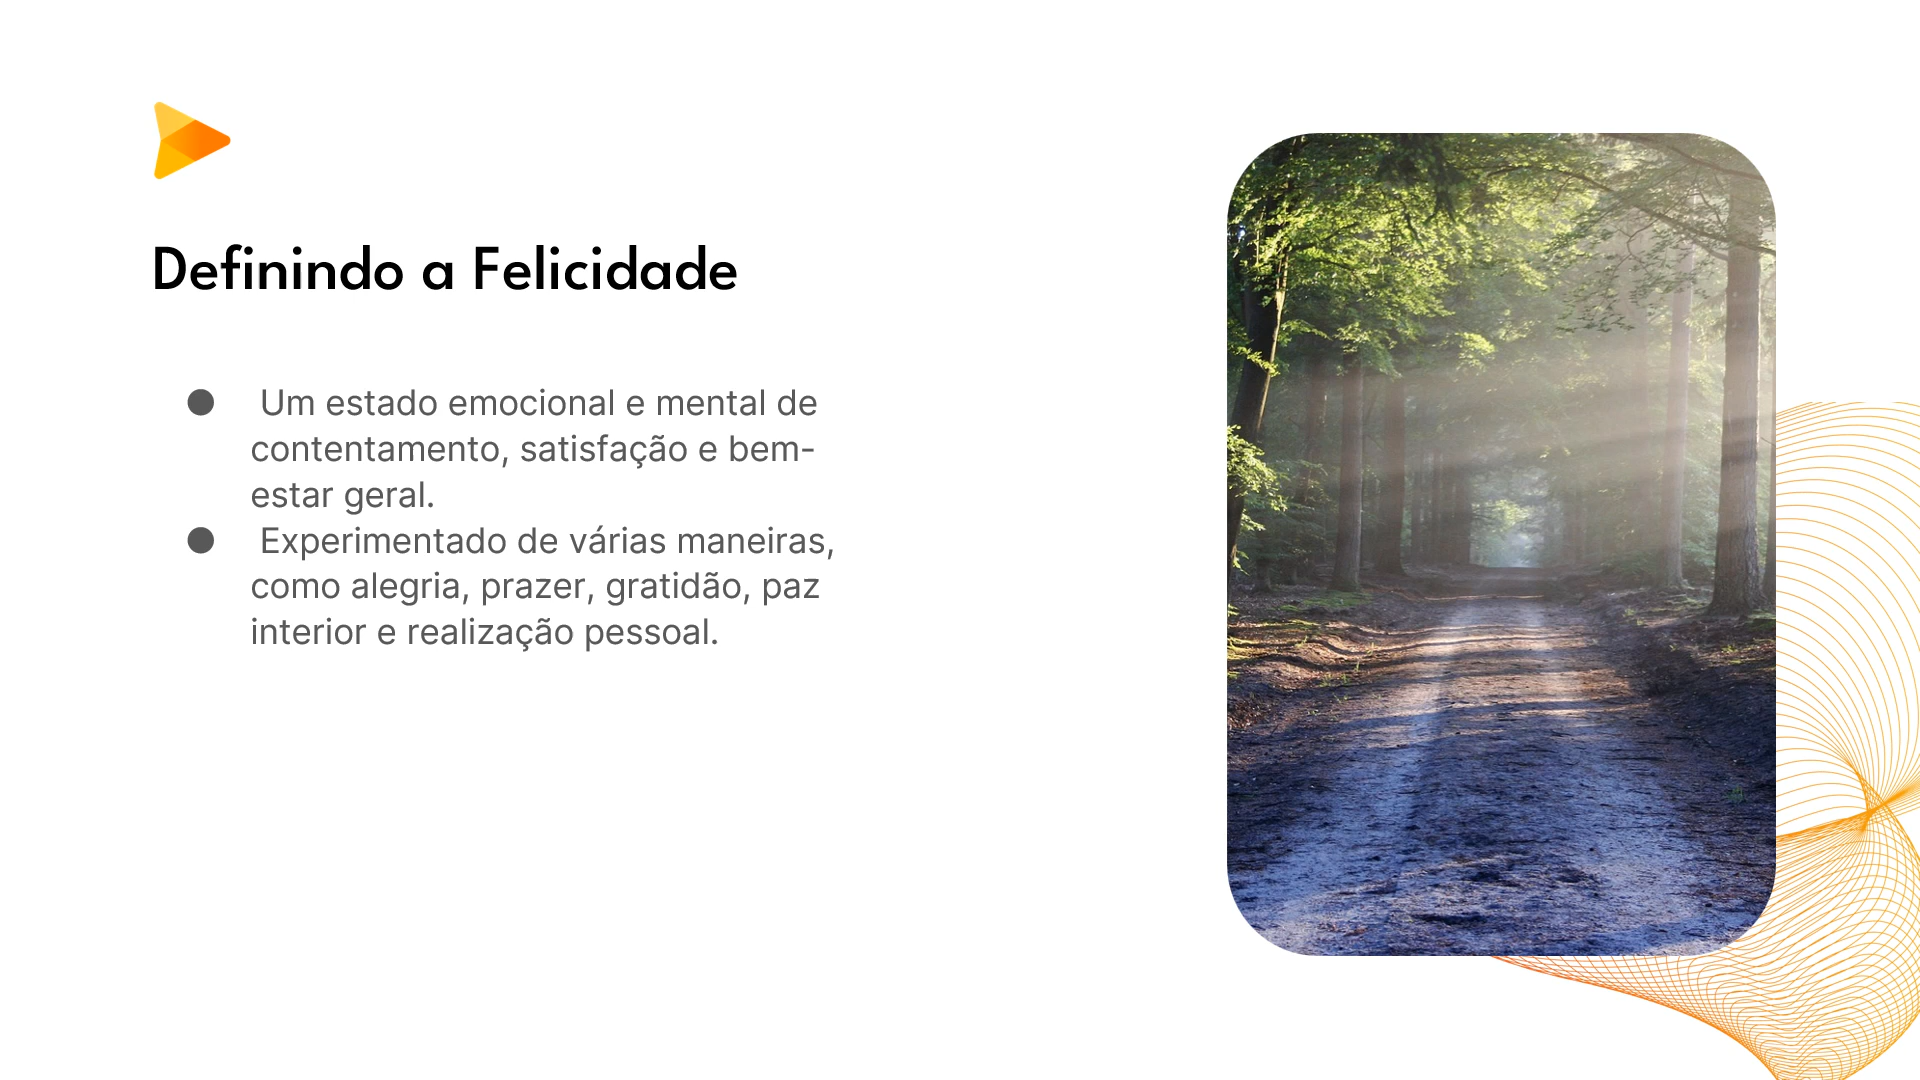 Definindo a Felicidade
● Um estado emocional e mental de
contentamento, satisfação e bem-
estar geral.
● Experimentado de várias maneiras,
como alegria, prazer, gratidão, paz
interior e realização pessoal.